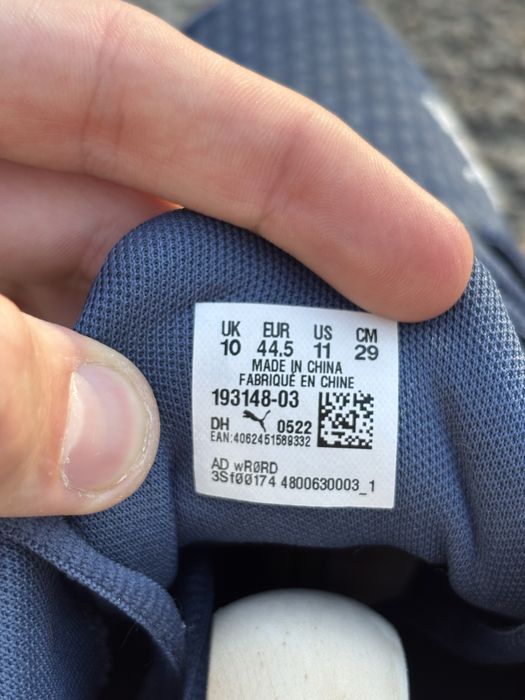 UK EUR US CM
10 44.5 11 29
MADE IN CHINA
FABRIQUÉ EN CHINE
193148-03
DH 0522
EAN:4062451589332
AD wRØRD
3Sf00174 4800630003_1